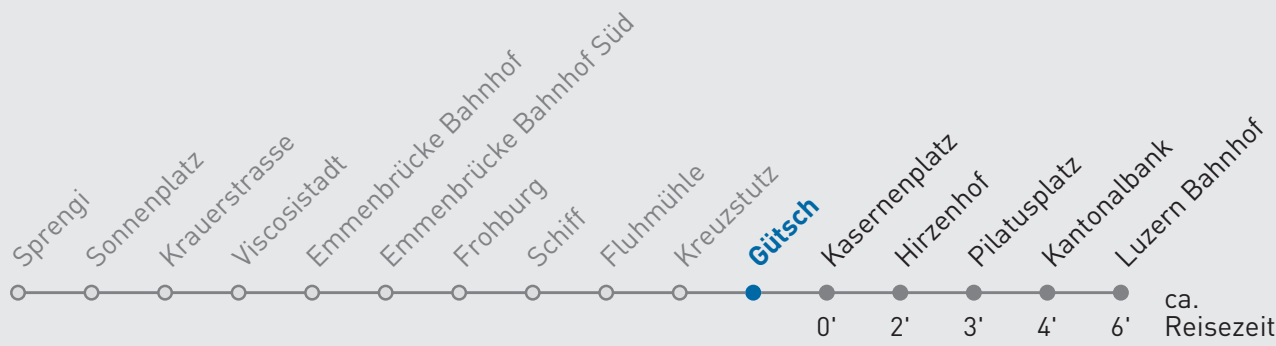 Sprengi
Sonnenplatz
Krauerstrasse
Viscosistadt
Emmenbrücke Bahnhof
Emmenbrücke Bahnhof Süd
Frohburg
Schiff
Fluhmühle
Kreuzstutz
Gütsch
Kasernenplatz
Hirzenhof
Pilatusplatz
Kantonalbank
Luzern Bahnhof
0' 2' 3' 4' 6'
ca.
Reisezeit